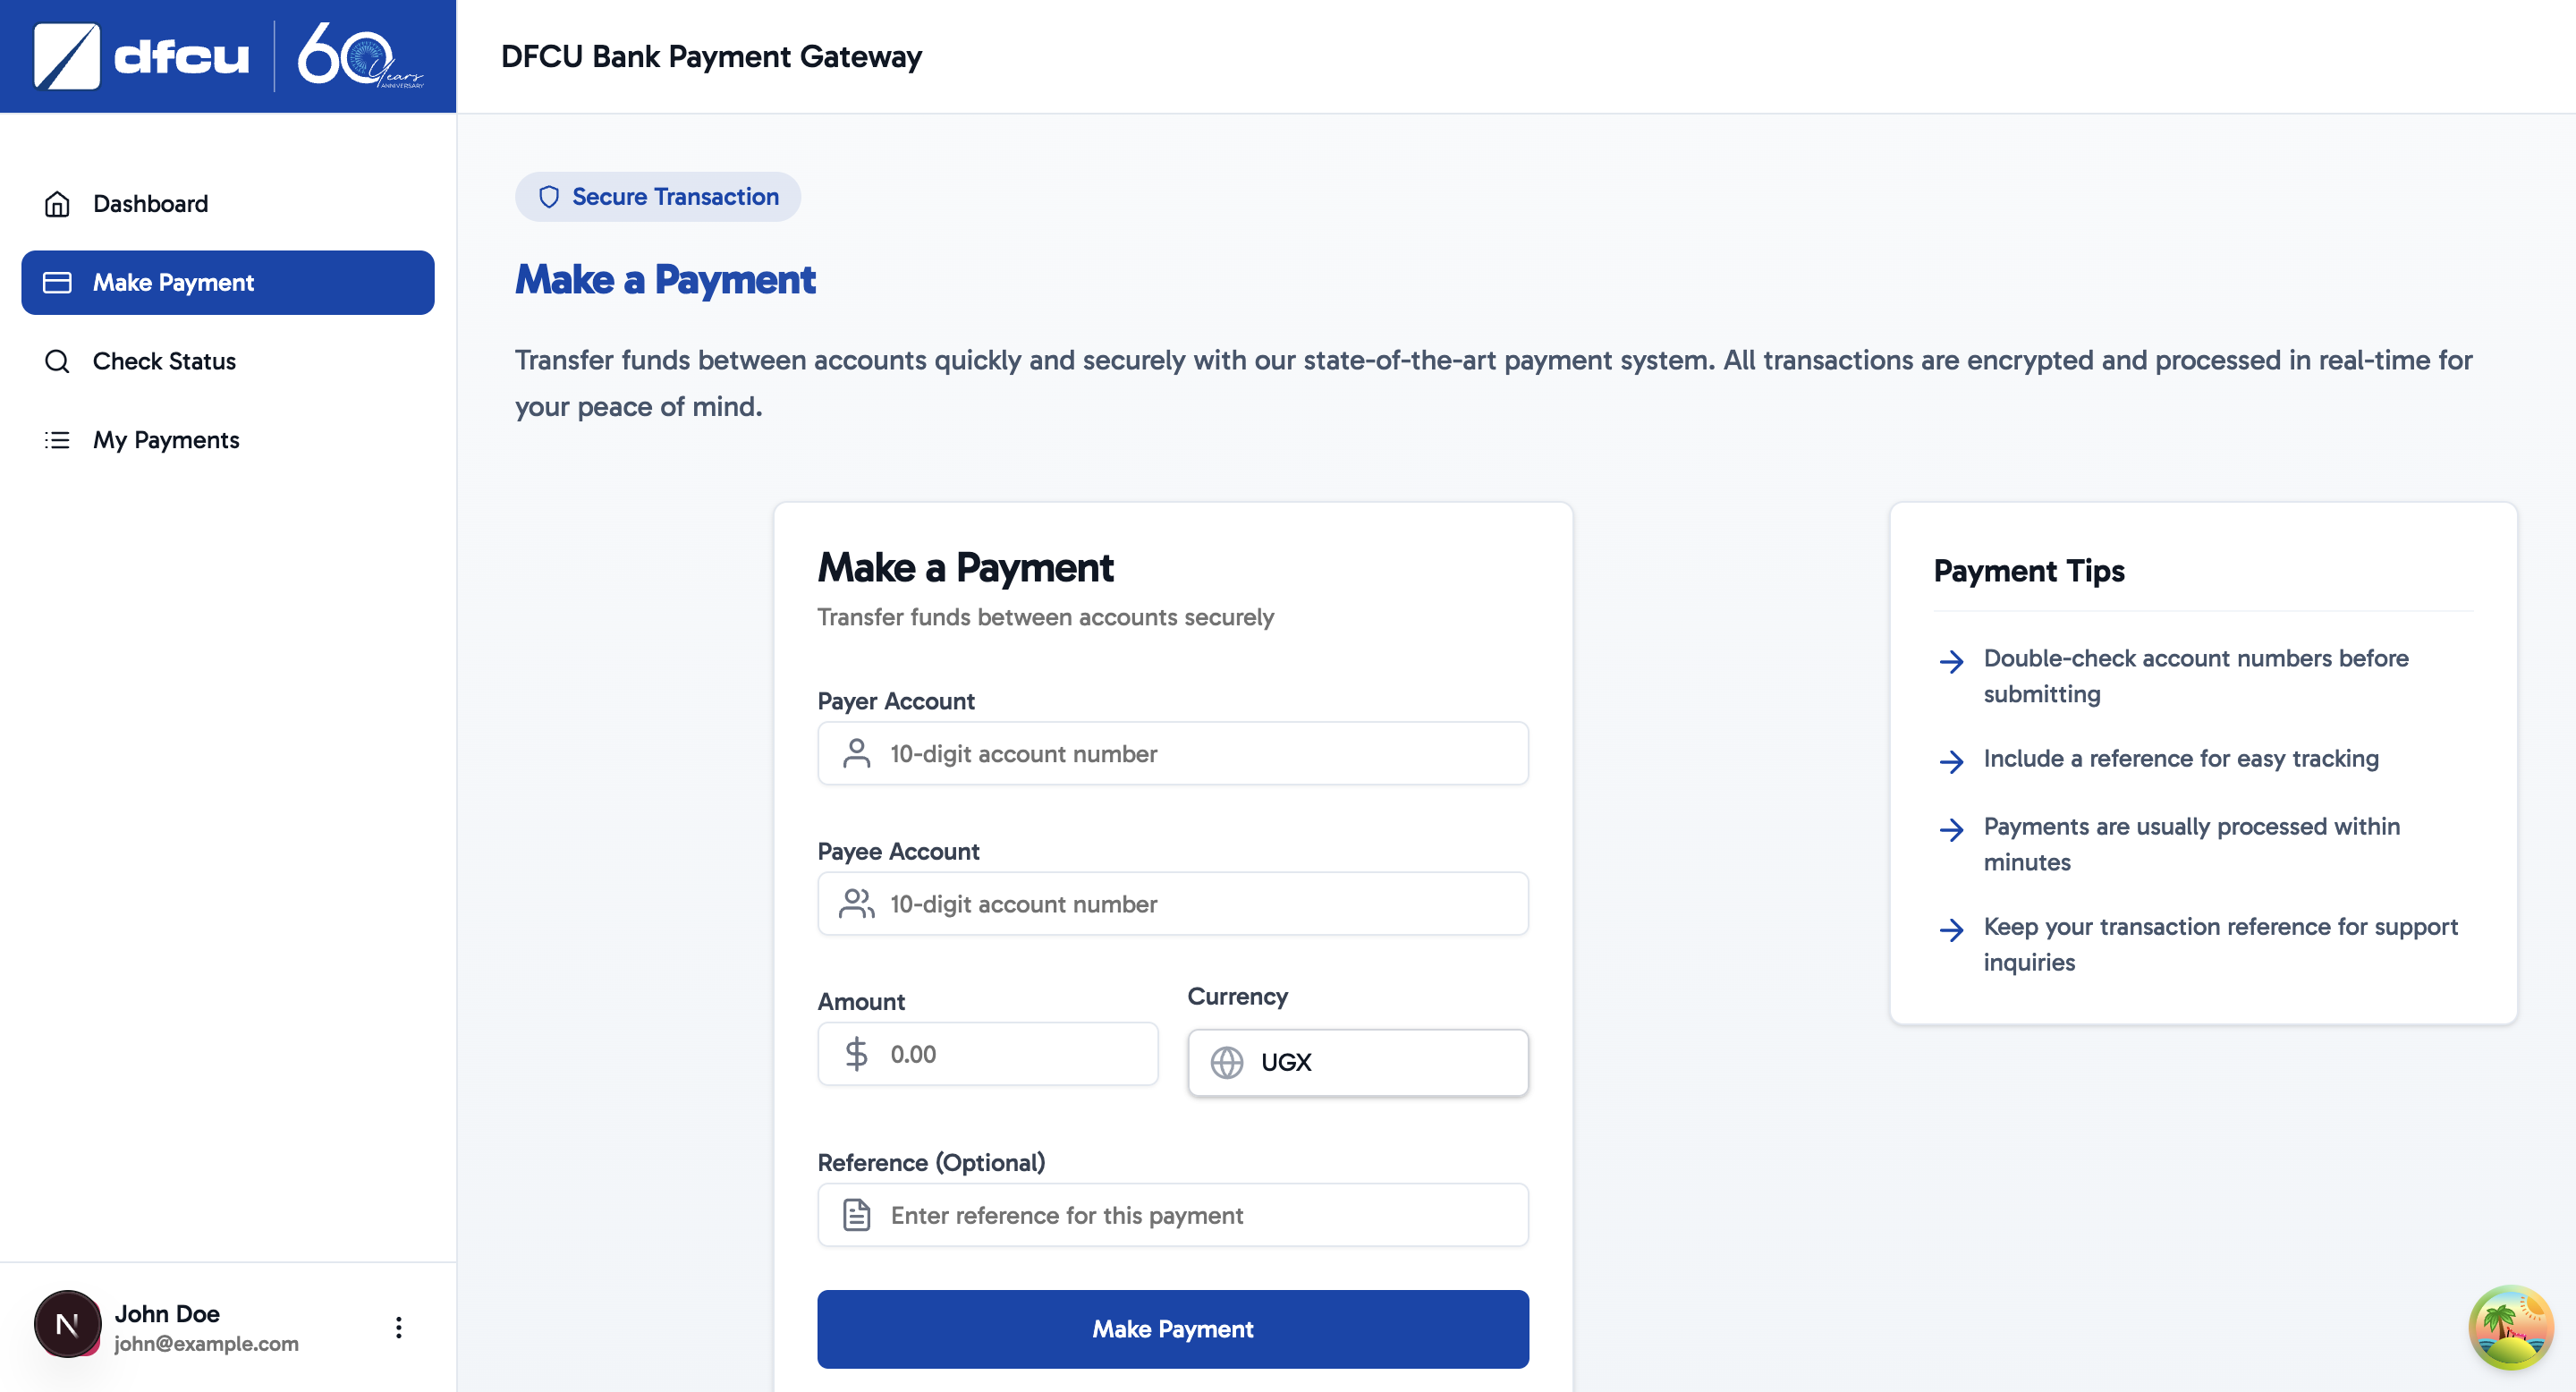 dfcu
60
Years
ANNIVERSARY
DFCU Bank Payment Gateway
Dashboard
Make Payment
Check Status
My Payments
Secure Transaction
Make a Payment
Transfer funds between accounts quickly and securely with our state-of-the-art payment system. All transactions are encrypted and processed in real-time for
your peace of mind.
Make a Payment
Transfer funds between accounts securely
Payer Account
10-digit account number
Payee Account
10-digit account number
Amount
Currency
0.00
UGX
Reference (Optional)
Enter reference for this payment
Make Payment
Payment Tips
Double-check account numbers before
submitting
Include a reference for easy tracking
Payments are usually processed within
minutes
Keep your transaction reference for support
inquiries
N
John Doe
john@example.com